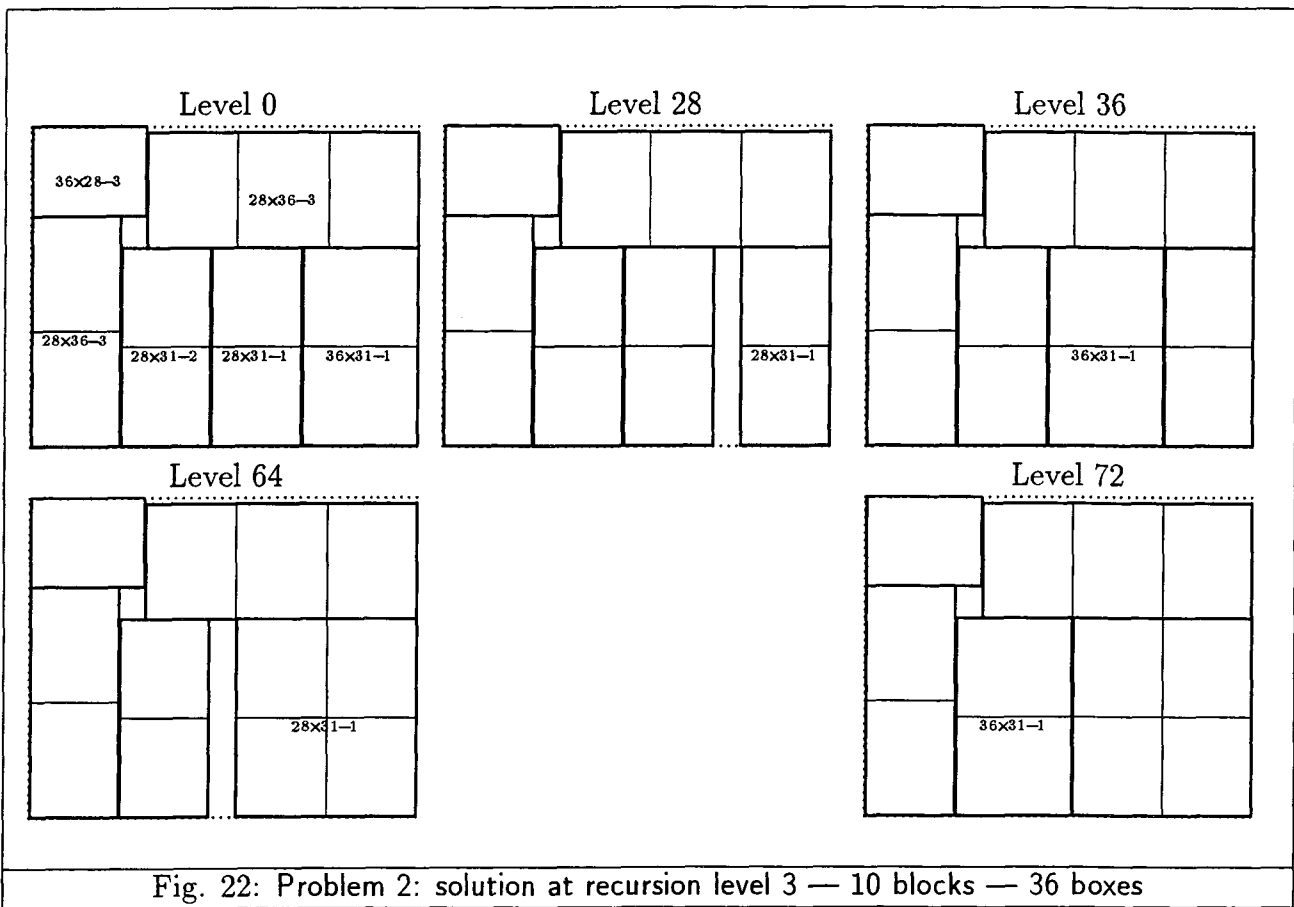 Level 0
Level 28
Level 36
36×28–3
28×36–3
28×36–3
28×31–2
28×31–1
36×31–1
28×31–1
36×31–1
Level 64
Level 72
28×31–1
36×31–1
Fig. 22: Problem 2: solution at recursion level 3 — 10 blocks — 36 boxes